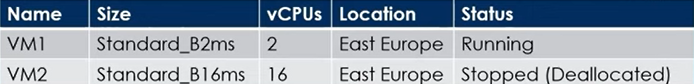 Name Size vCPUs Location Status
VM1 Standard_B2ms 2 East Europe Running
VM2 Standard_B16ms 16 East Europe Stopped (Deallocated)